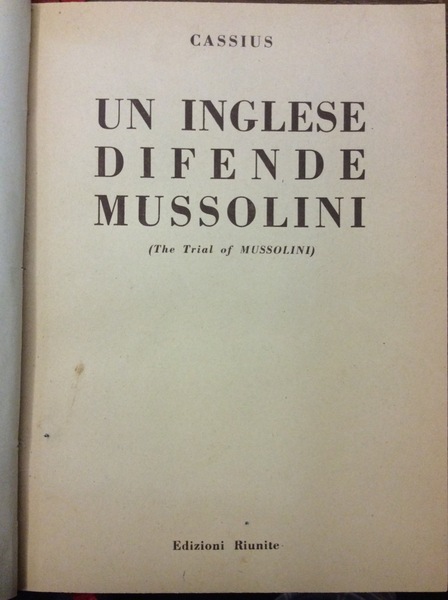 CASSIUS
UN INGLESE
DIFENDE
MUSSOLINI
(The Trial of MUSSOLINI)
Edizioni Riunite